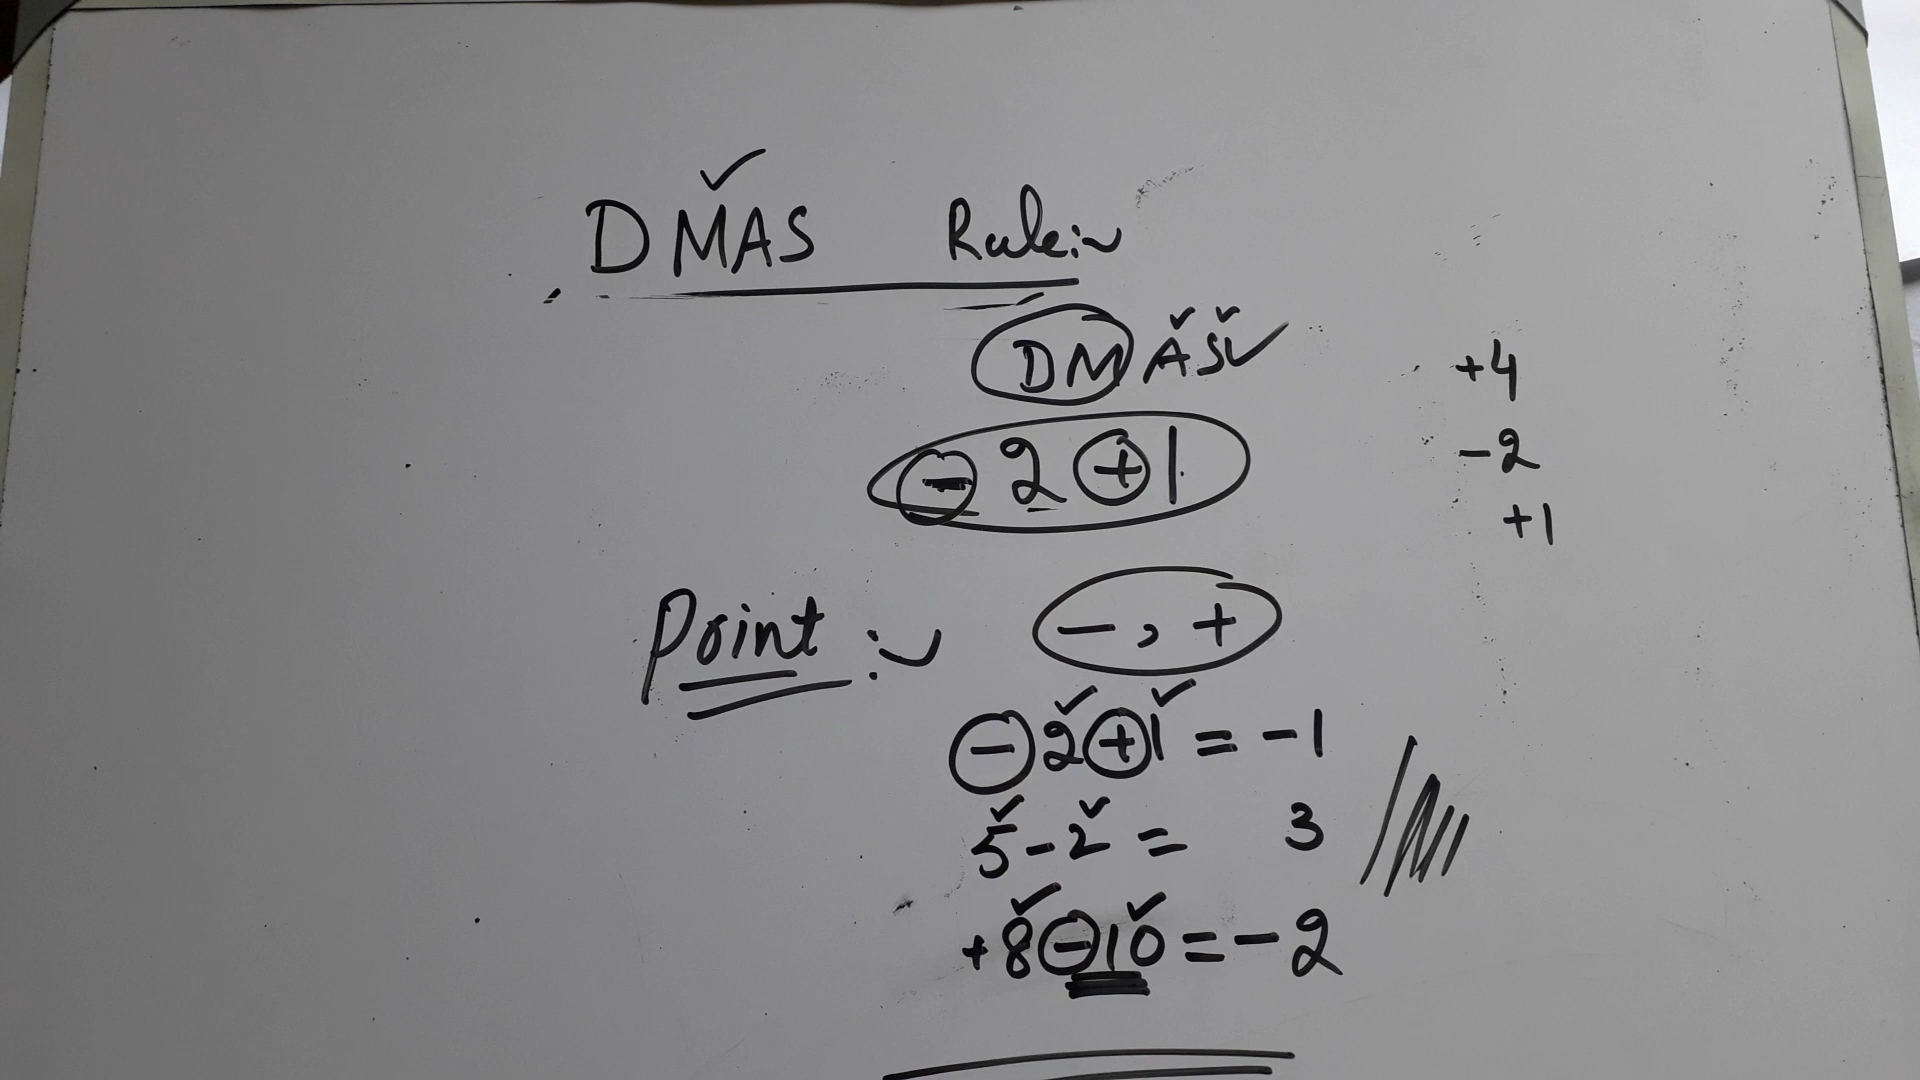 DMAS Rule:~
DMAS
- 2 + 1
+4
-2
+1
Point :~ -, +
- 2 + 1 = -1
5 - 2 = 3
+8 - 10 = -2